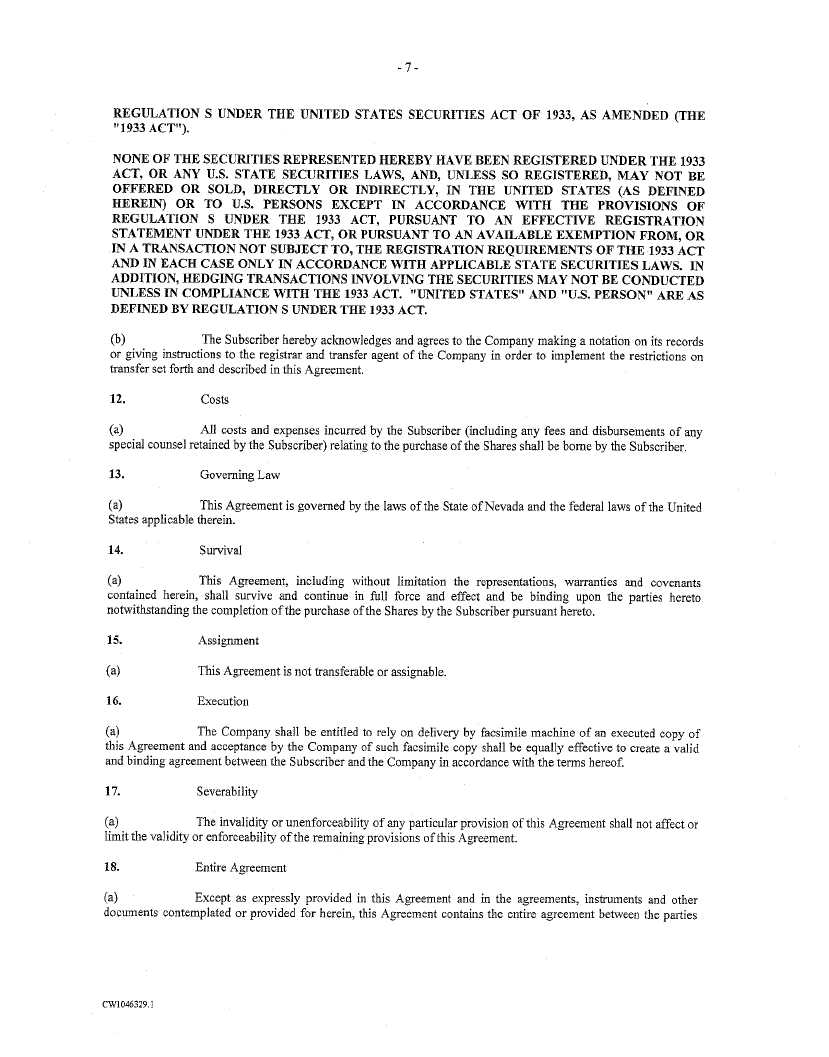 - 7 -
REGULATION S UNDER THE UNITED STATES SECURITIES ACT OF 1933, AS AMENDED (THE
"1933 ACT").
NONE OF THE SECURITIES REPRESENTED HEREBY HAVE BEEN REGISTERED UNDER THE 1933
ACT, OR ANY U.S. STATE SECURITIES LAWS, AND, UNLESS SO REGISTERED, MAY NOT BE
OFFERED OR SOLD, DIRECTLY OR INDIRECTLY, IN THE UNITED STATES (AS DEFINED
HEREIN) OR TO U.S. PERSONS EXCEPT IN ACCORDANCE WITH THE PROVISIONS OF
REGULATION S UNDER THE 1933 ACT, PURSUANT TO AN EFFECTIVE REGISTRATION
STATEMENT UNDER THE 1933 ACT, OR PURSUANT TO AN AVAILABLE EXEMPTION FROM, OR
IN A TRANSACTION NOT SUBJECT TO, THE REGISTRATION REQUIREMENTS OF THE 1933 ACT
AND IN EACH CASE ONLY IN ACCORDANCE WITH APPLICABLE STATE SECURITIES LAWS. IN
ADDITION, HEDGING TRANSACTIONS INVOLVING THE SECURITIES MAY NOT BE CONDUCTED
UNLESS IN COMPLIANCE WITH THE 1933 ACT. "UNITED STATES" AND "U.S. PERSON" ARE AS
DEFINED BY REGULATION S UNDER THE 1933 ACT.
(b) The Subscriber hereby acknowledges and agrees to the Company making a notation on its records
or giving instructions to the registrar and transfer agent of the Company in order to implement the restrictions on
transfer set forth and described in this Agreement.
12. Costs
(a) All costs and expenses incurred by the Subscriber (including any fees and disbursements of any
special counsel retained by the Subscriber) relating to the purchase of the Shares shall be borne by the Subscriber.
13. Governing Law
(a) This Agreement is governed by the laws of the State of Nevada and the federal laws of the United
States applicable therein.
14. Survival
(a) This Agreement, including without limitation the representations, warranties and covenants
contained herein, shall survive and continue in full force and effect and be binding upon the parties hereto
notwithstanding the completion of the purchase of the Shares by the Subscriber pursuant hereto.
15. Assignment
(a) This Agreement is not transferable or assignable.
16. Execution
(a) The Company shall be entitled to rely on delivery by facsimile machine of an executed copy of
this Agreement and acceptance by the Company of such facsimile copy shall be equally effective to create a valid
and binding agreement between the Subscriber and the Company in accordance with the terms hereof.
17. Severability
(a) The invalidity or unenforceability of any particular provision of this Agreement shall not affect or
limit the validity or enforceability of the remaining provisions of this Agreement.
18. Entire Agreement
(a) Except as expressly provided in this Agreement and in the agreements, instruments and other
documents contemplated or provided for herein, this Agreement contains the entire agreement between the parties
CW1046329.1